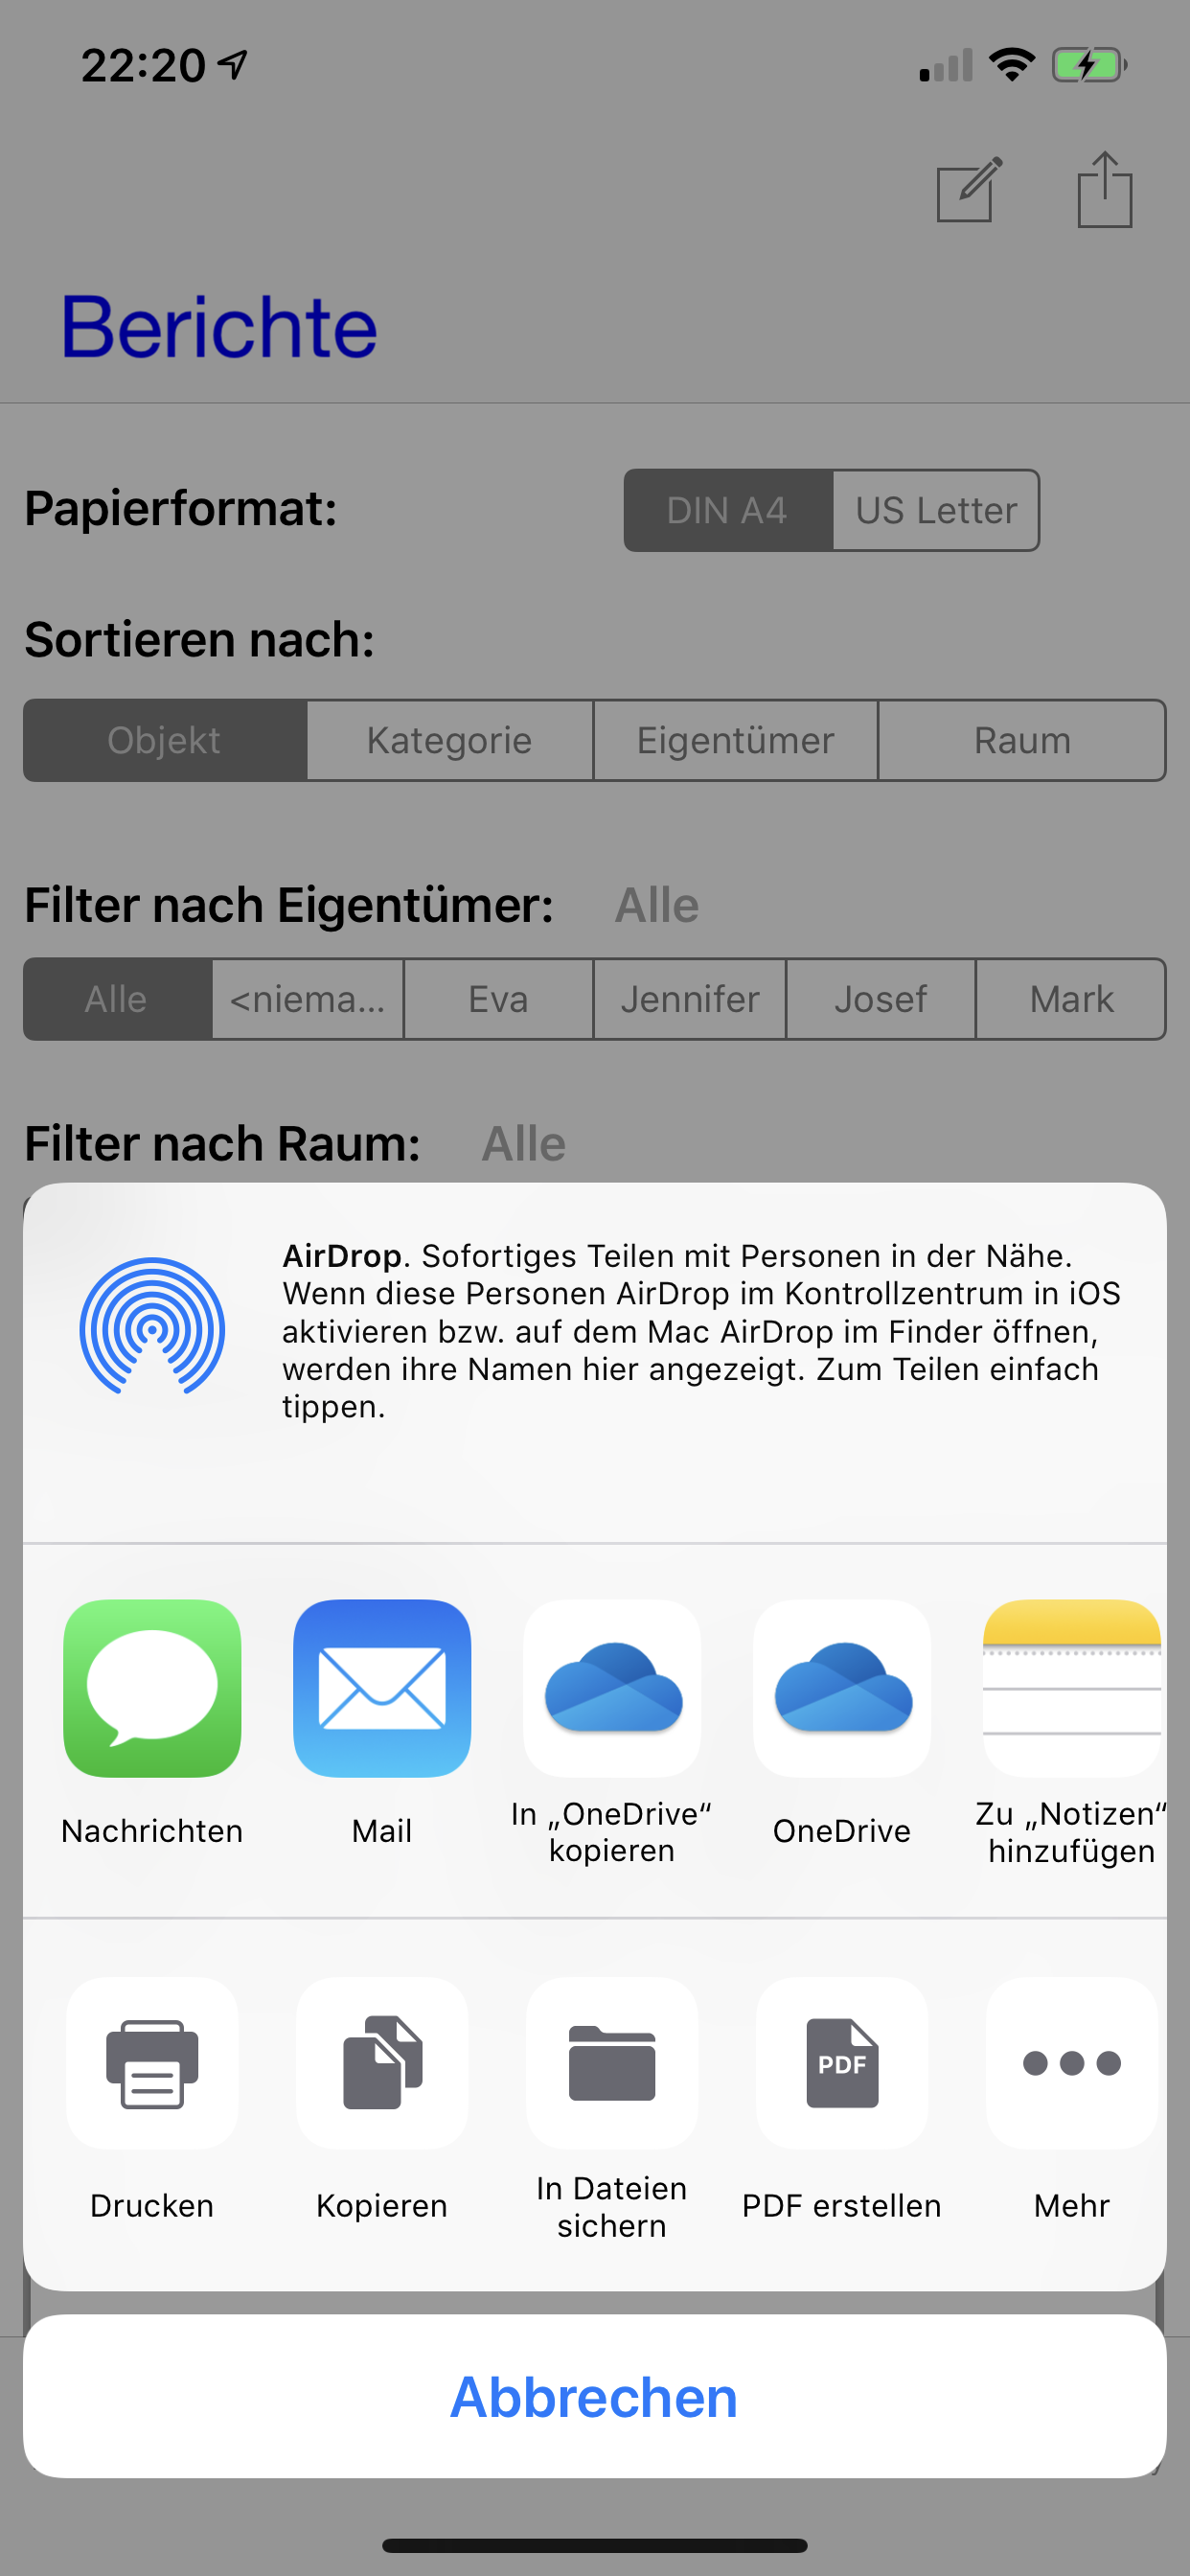 22:20
Berichte
Papierformat: DIN A4 US Letter
Sortieren nach:
Objekt Kategorie Eigentümer Raum
Filter nach Eigentümer: Alle
Alle <niema... Eva Jennifer Josef Mark
Filter nach Raum: Alle
AirDrop. Sofortiges Teilen mit Personen in der Nähe.
Wenn diese Personen AirDrop im Kontrollzentrum in iOS
aktivieren bzw. auf dem Mac AirDrop im Finder öffnen,
werden ihre Namen hier angezeigt. Zum Teilen einfach
tippen.
Nachrichten
Mail
In „OneDrive“
kopieren
OneDrive
Zu „Notizen“
hinzufügen
PDF
Drucken
Kopieren
In Dateien
sichern
PDF erstellen
Mehr
Abbrechen